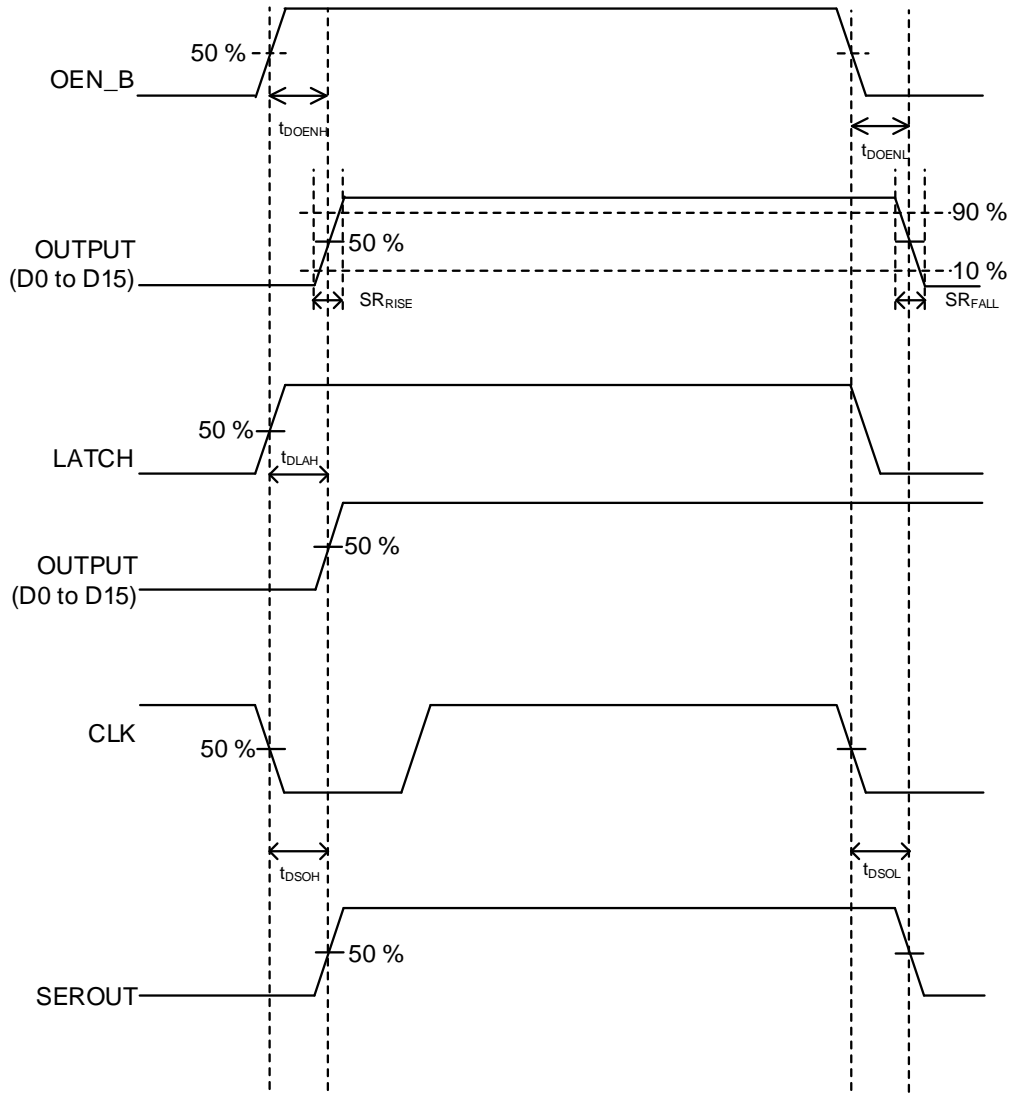 50 %
OEN_B
tDOENH
tDOENL
90 %
50 %
OUTPUT
(D0 to D15)
10 %
SRRISE
SRFALL
50 %
LATCH
tDLAH
50 %
OUTPUT
(D0 to D15)
CLK
50 %
tDSOH
tDSOL
50 %
SEROUT